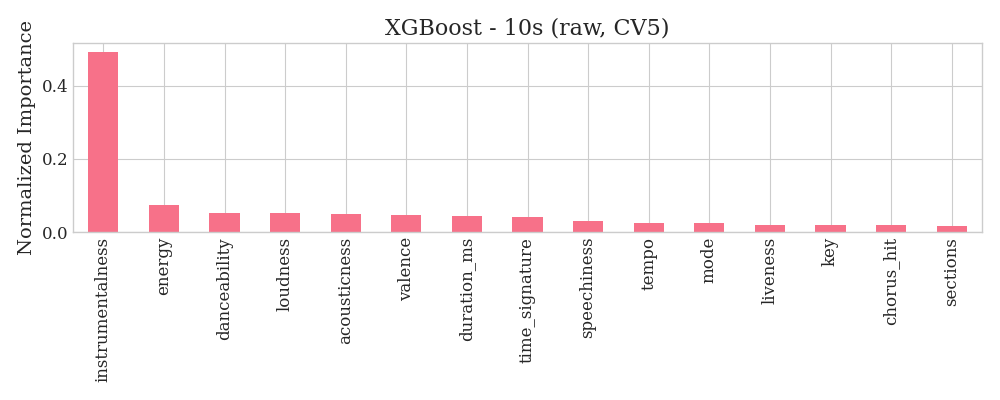 XGBoost - 10s (raw, CV5)
Normalized Importance
0.4
0.2
0.0
instrumentalness
energy
danceability
loudness
acousticness
valence
duration_ms
time_signature
speechiness
tempo
mode
liveness
key
chorus_hit
sections